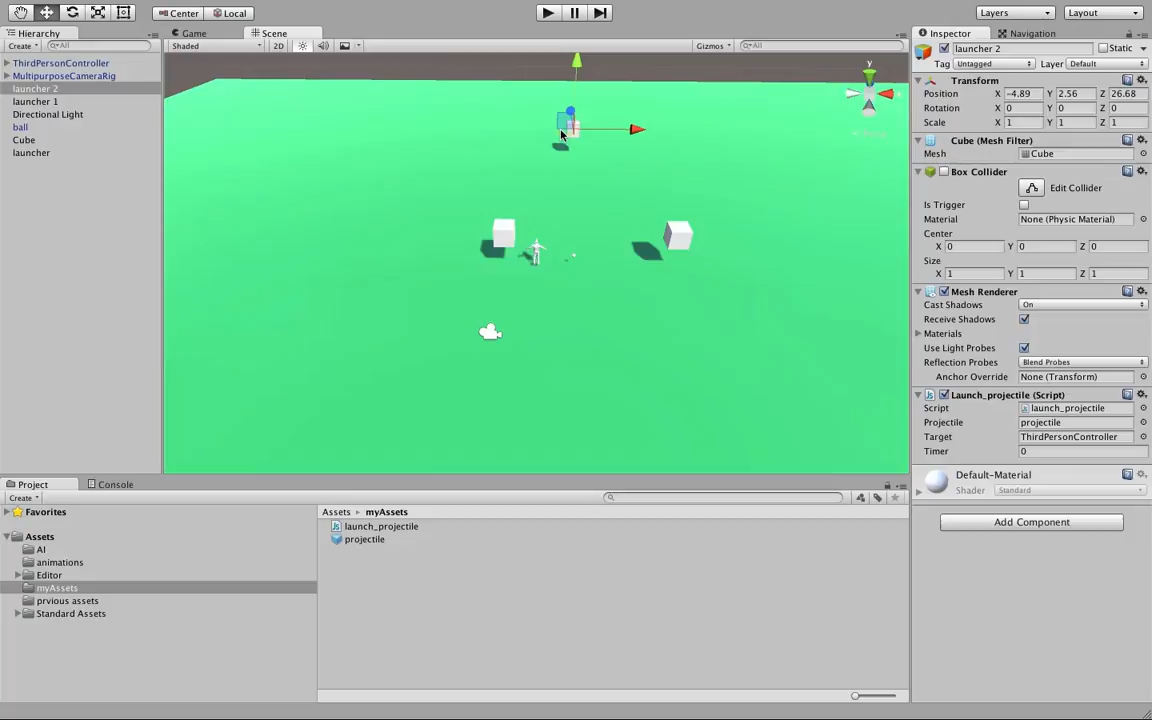 Center
Local
Layers
Layout
Hierarchy
Create
All
ThirdPersonController
MultipurposeCameraRig
launcher 2
launcher 1
Directional Light
ball
Cube
launcher
Game
Scene
Shaded
2D
Gizmos
All
y
Inspector
Navigation
launcher 2
Static
Tag Untagged
Layer Default
Transform
Position X -4.89 Y 2.56 Z 26.68
Rotation X 0 Y 0 Z 0
Scale X 1 Y 1 Z 1
Cube (Mesh Filter)
Mesh Cube
Box Collider
Edit Collider
Is Trigger
Material None (Physic Material)
Center
X 0 Y 0 Z 0
Size
X 1 Y 1 Z 1
Mesh Renderer
Cast Shadows On
Receive Shadows
Materials
Use Light Probes
Reflection Probes Blend Probes
Anchor Override None (Transform)
Launch_projectile (Script)
Script launch_projectile
Projectile projectile
Target ThirdPersonController
Timer 0
Default-Material
Shader Standard
Add Component
Project
Console
Create
Favorites
Assets
AI
animations
Editor
myAssets
prvious assets
Standard Assets
Assets ▸ myAssets
launch_projectile
projectile